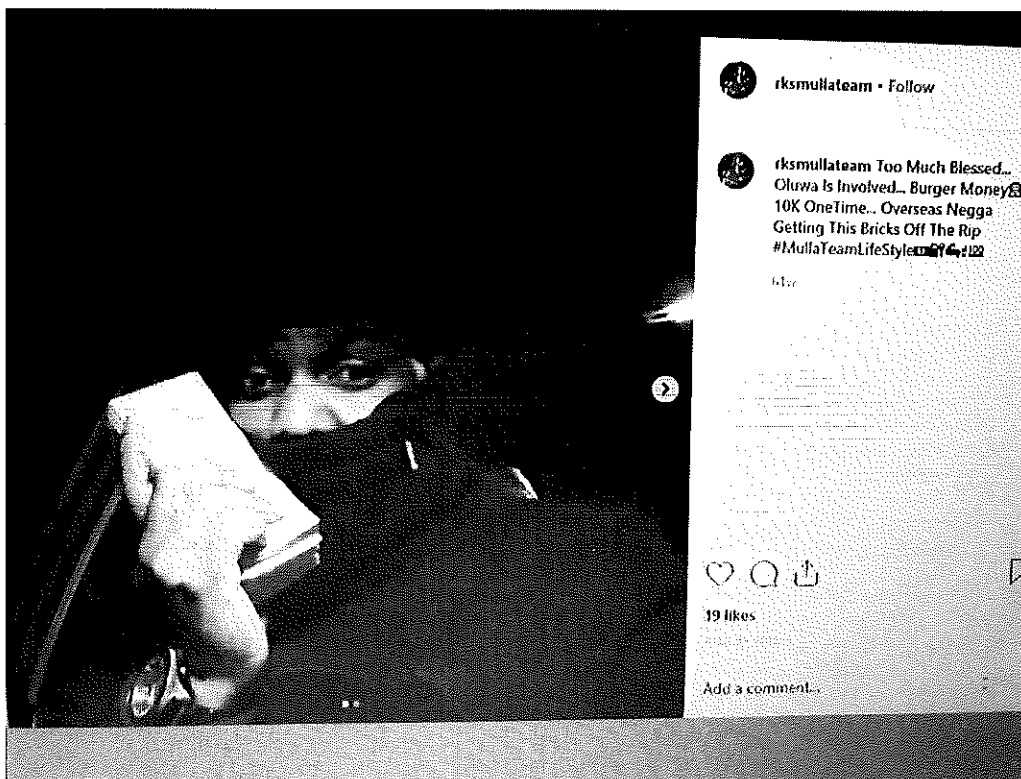 rksmullateam • Follow
rksmullateam Too Much Blessed...
Oluwa Is Involved... Burger Money
10K OneTime... Overseas Negga
Getting This Bricks Off The Rip
#MullaTeamLifeStyle
19 likes
Add a comment...